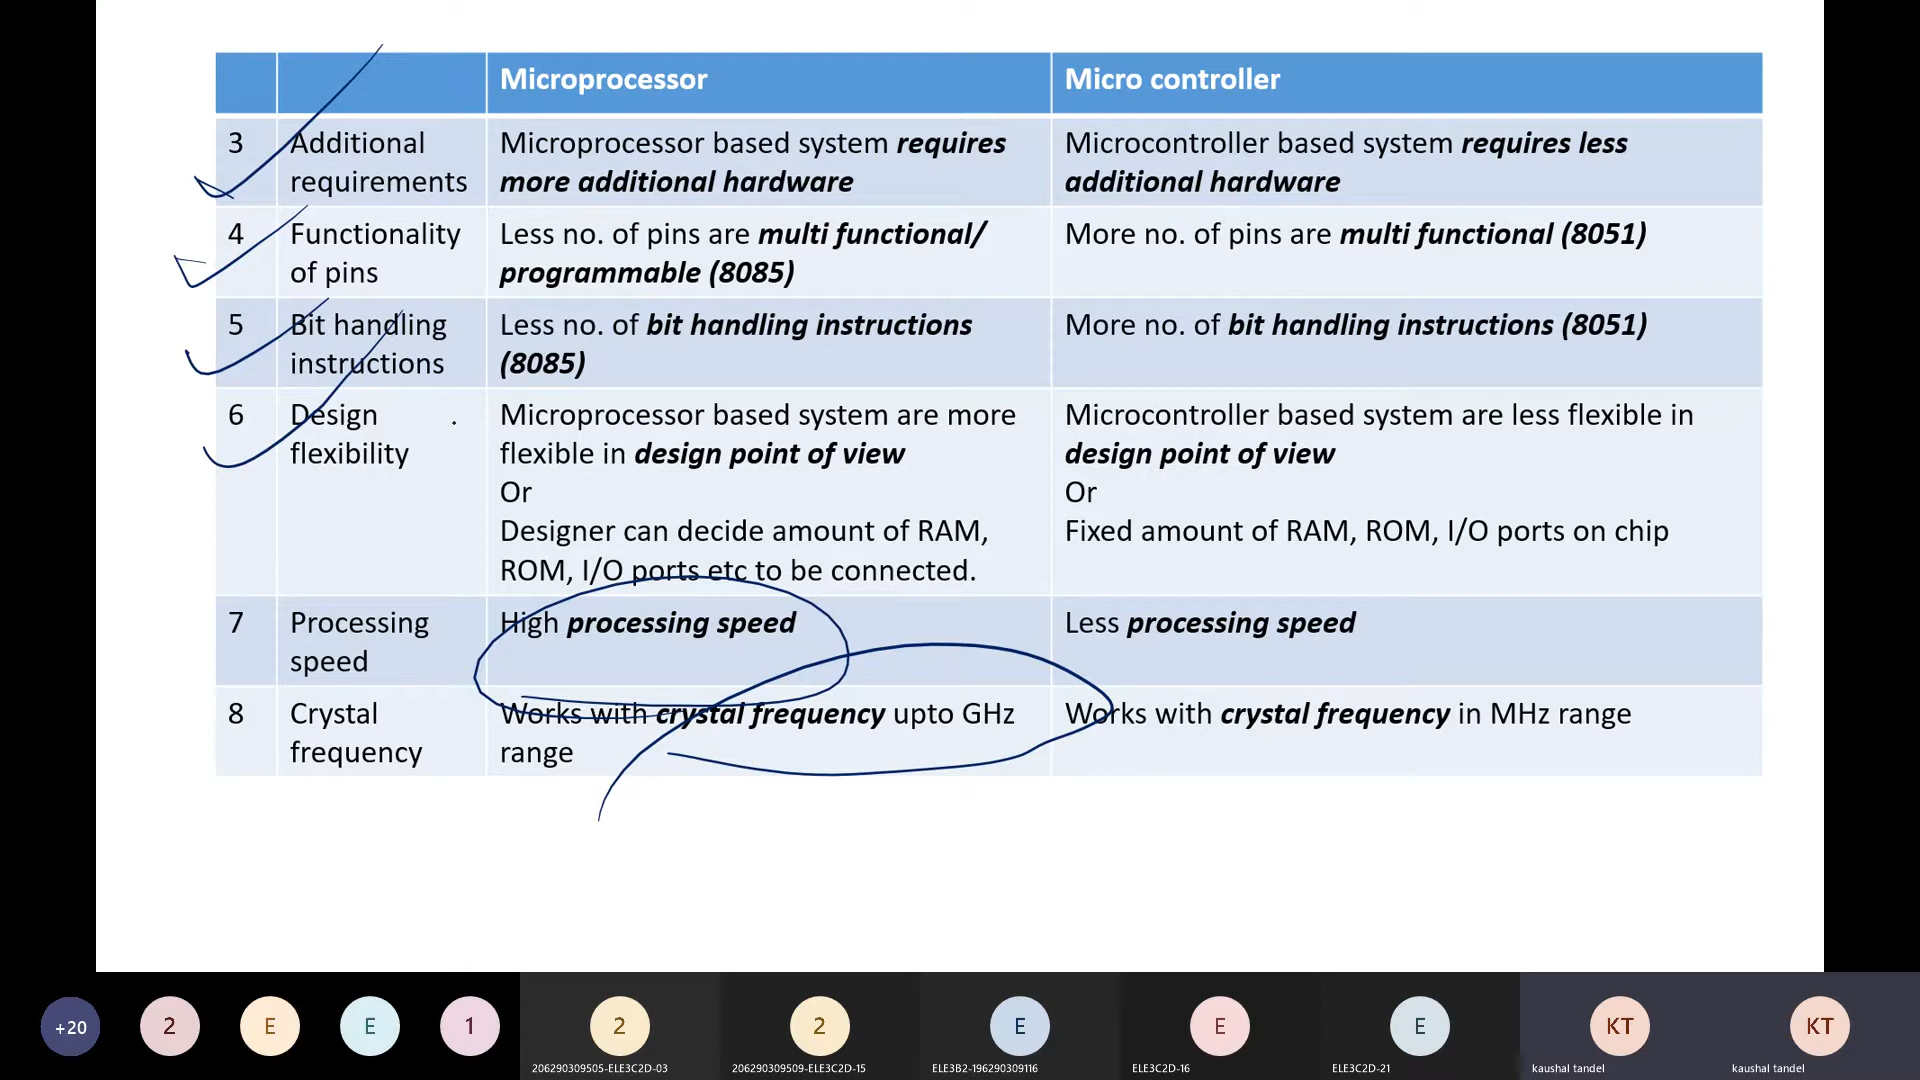 Microprocessor Micro controller
3 Additional Microprocessor based system requires Microcontroller based system requires less
requirements more additional hardware additional hardware
4 Functionality Less no. of pins are multi functional/ More no. of pins are multi functional (8051)
of pins programmable (8085)
5 Bit handling Less no. of bit handling instructions More no. of bit handling instructions (8051)
instructions (8085)
6 Design . Microprocessor based system are more Microcontroller based system are less flexible in
flexibility flexible in design point of view design point of view
Or Or
Designer can decide amount of RAM, Fixed amount of RAM, ROM, I/O ports on chip
ROM, I/O ports etc to be connected.
7 Processing High processing speed Less processing speed
speed
8 Crystal Works with crystal frequency upto GHz Works with crystal frequency in MHz range
frequency range
+20 2 E E 1 2 2 E E E KT KT
206290309505-ELE3C2D-03 206290309509-ELE3C2D-15 ELE3B2-196290309116 ELE3C2D-16 ELE3C2D-21 kaushal tandel kaushal tandel